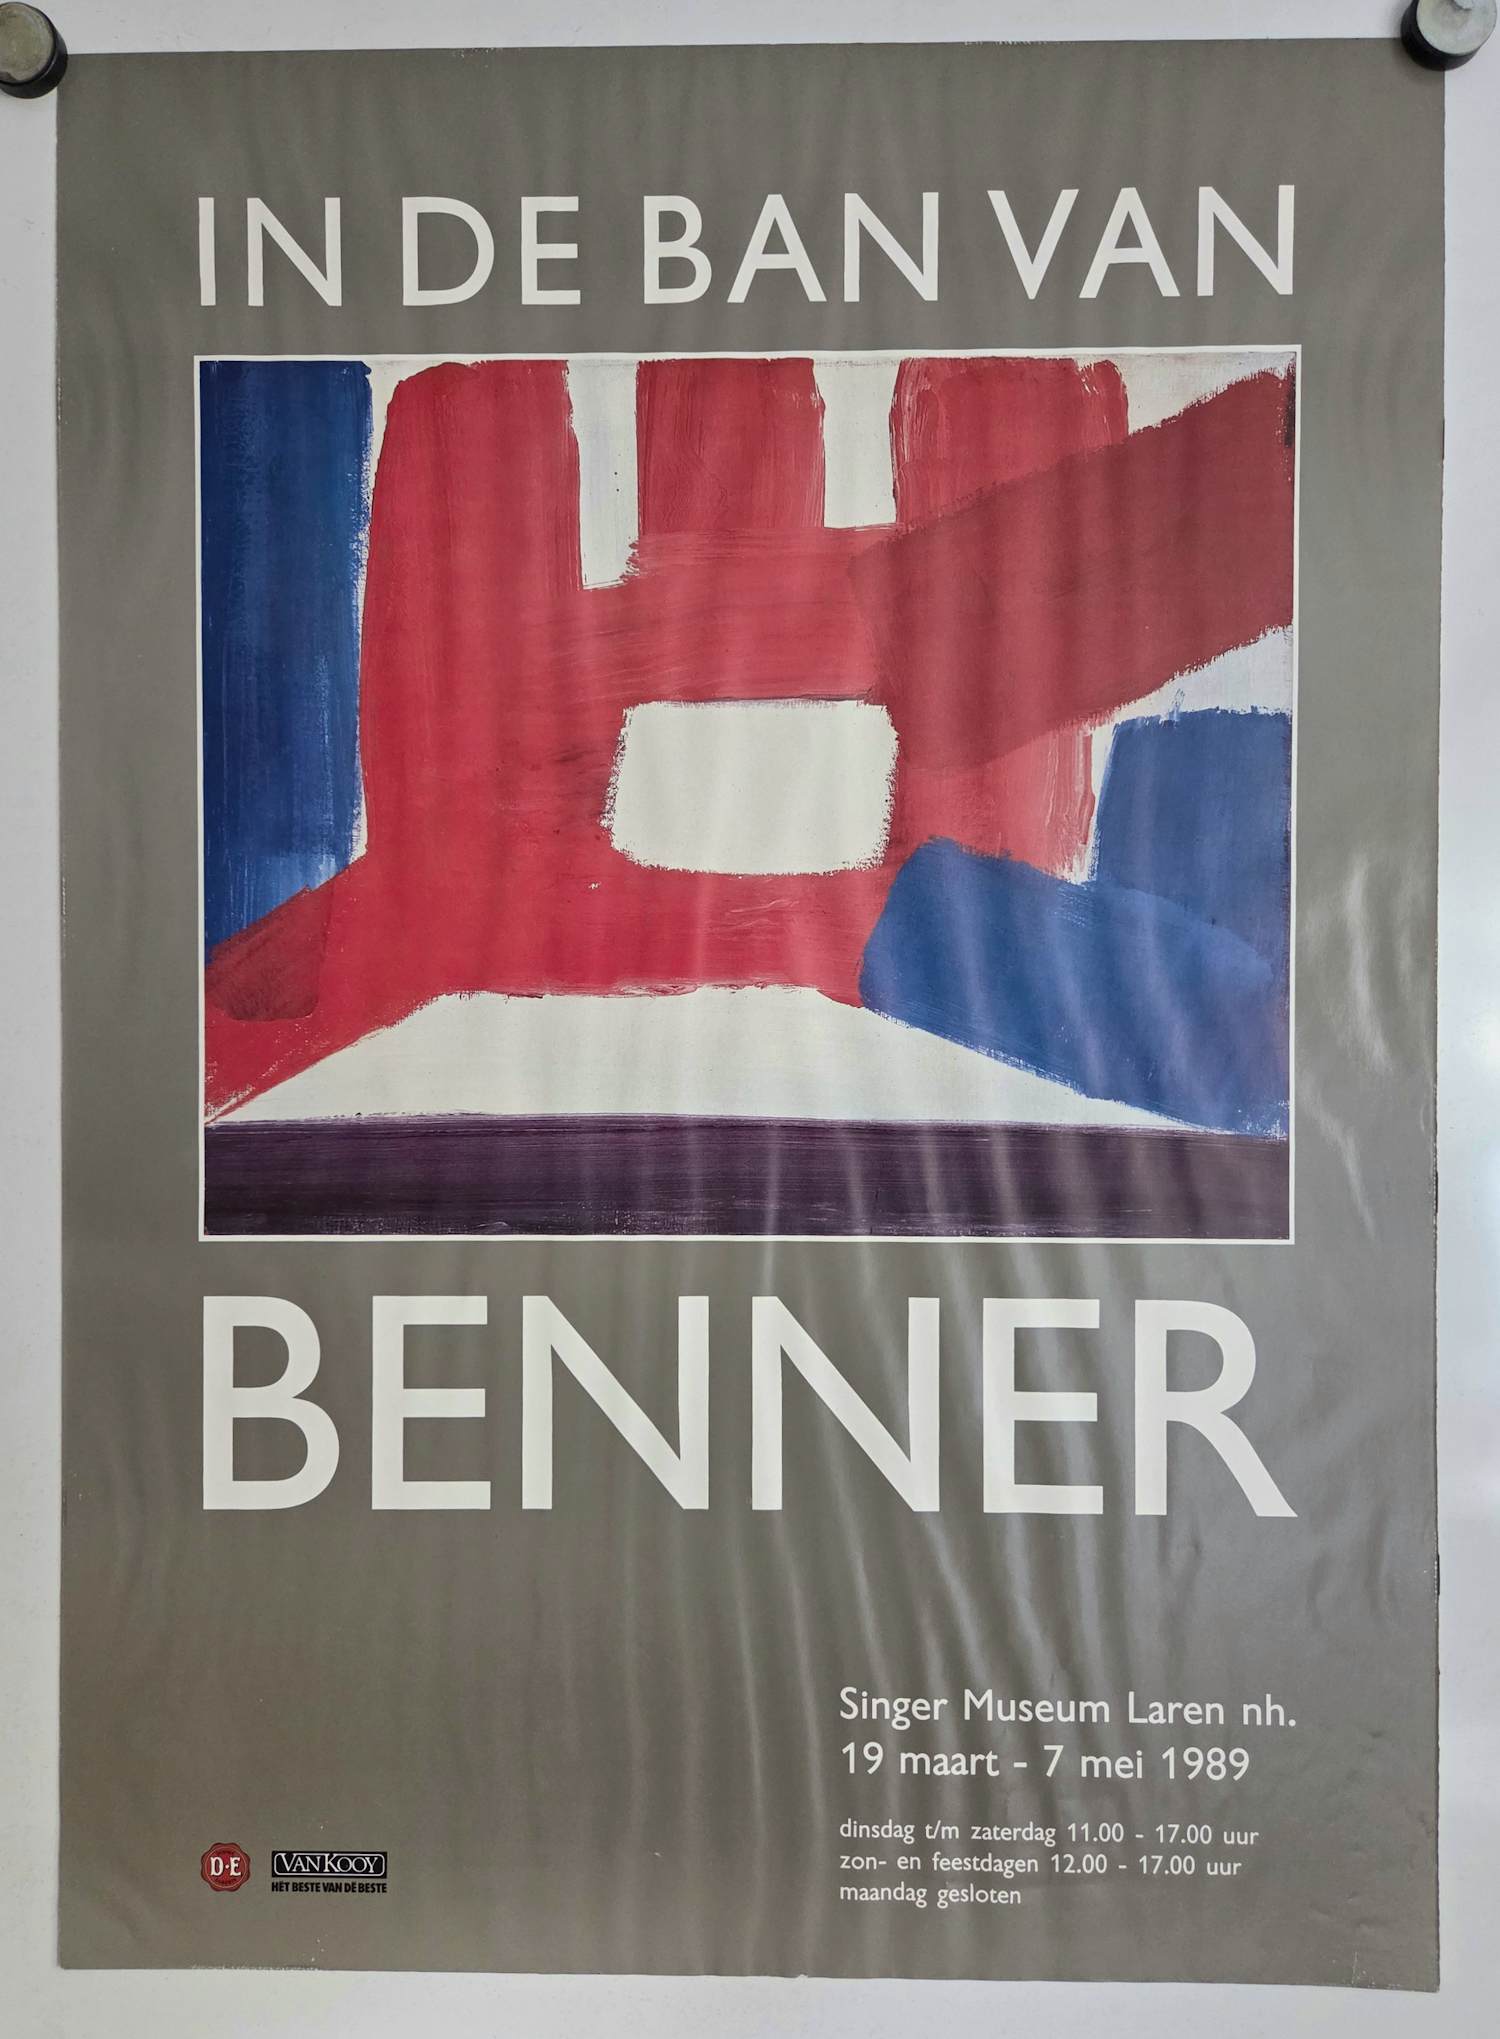 IN DE BAN VAN
BENNER
Singer Museum Laren nh.
19 maart - 7 mei 1989
dinsdag t/m zaterdag 11.00 - 17.00 uur
zon- en feestdagen 12.00 - 17.00 uur
maandag gesloten
D·E
VAN KOOY
HÉT BESTE VAN DÉ BESTE